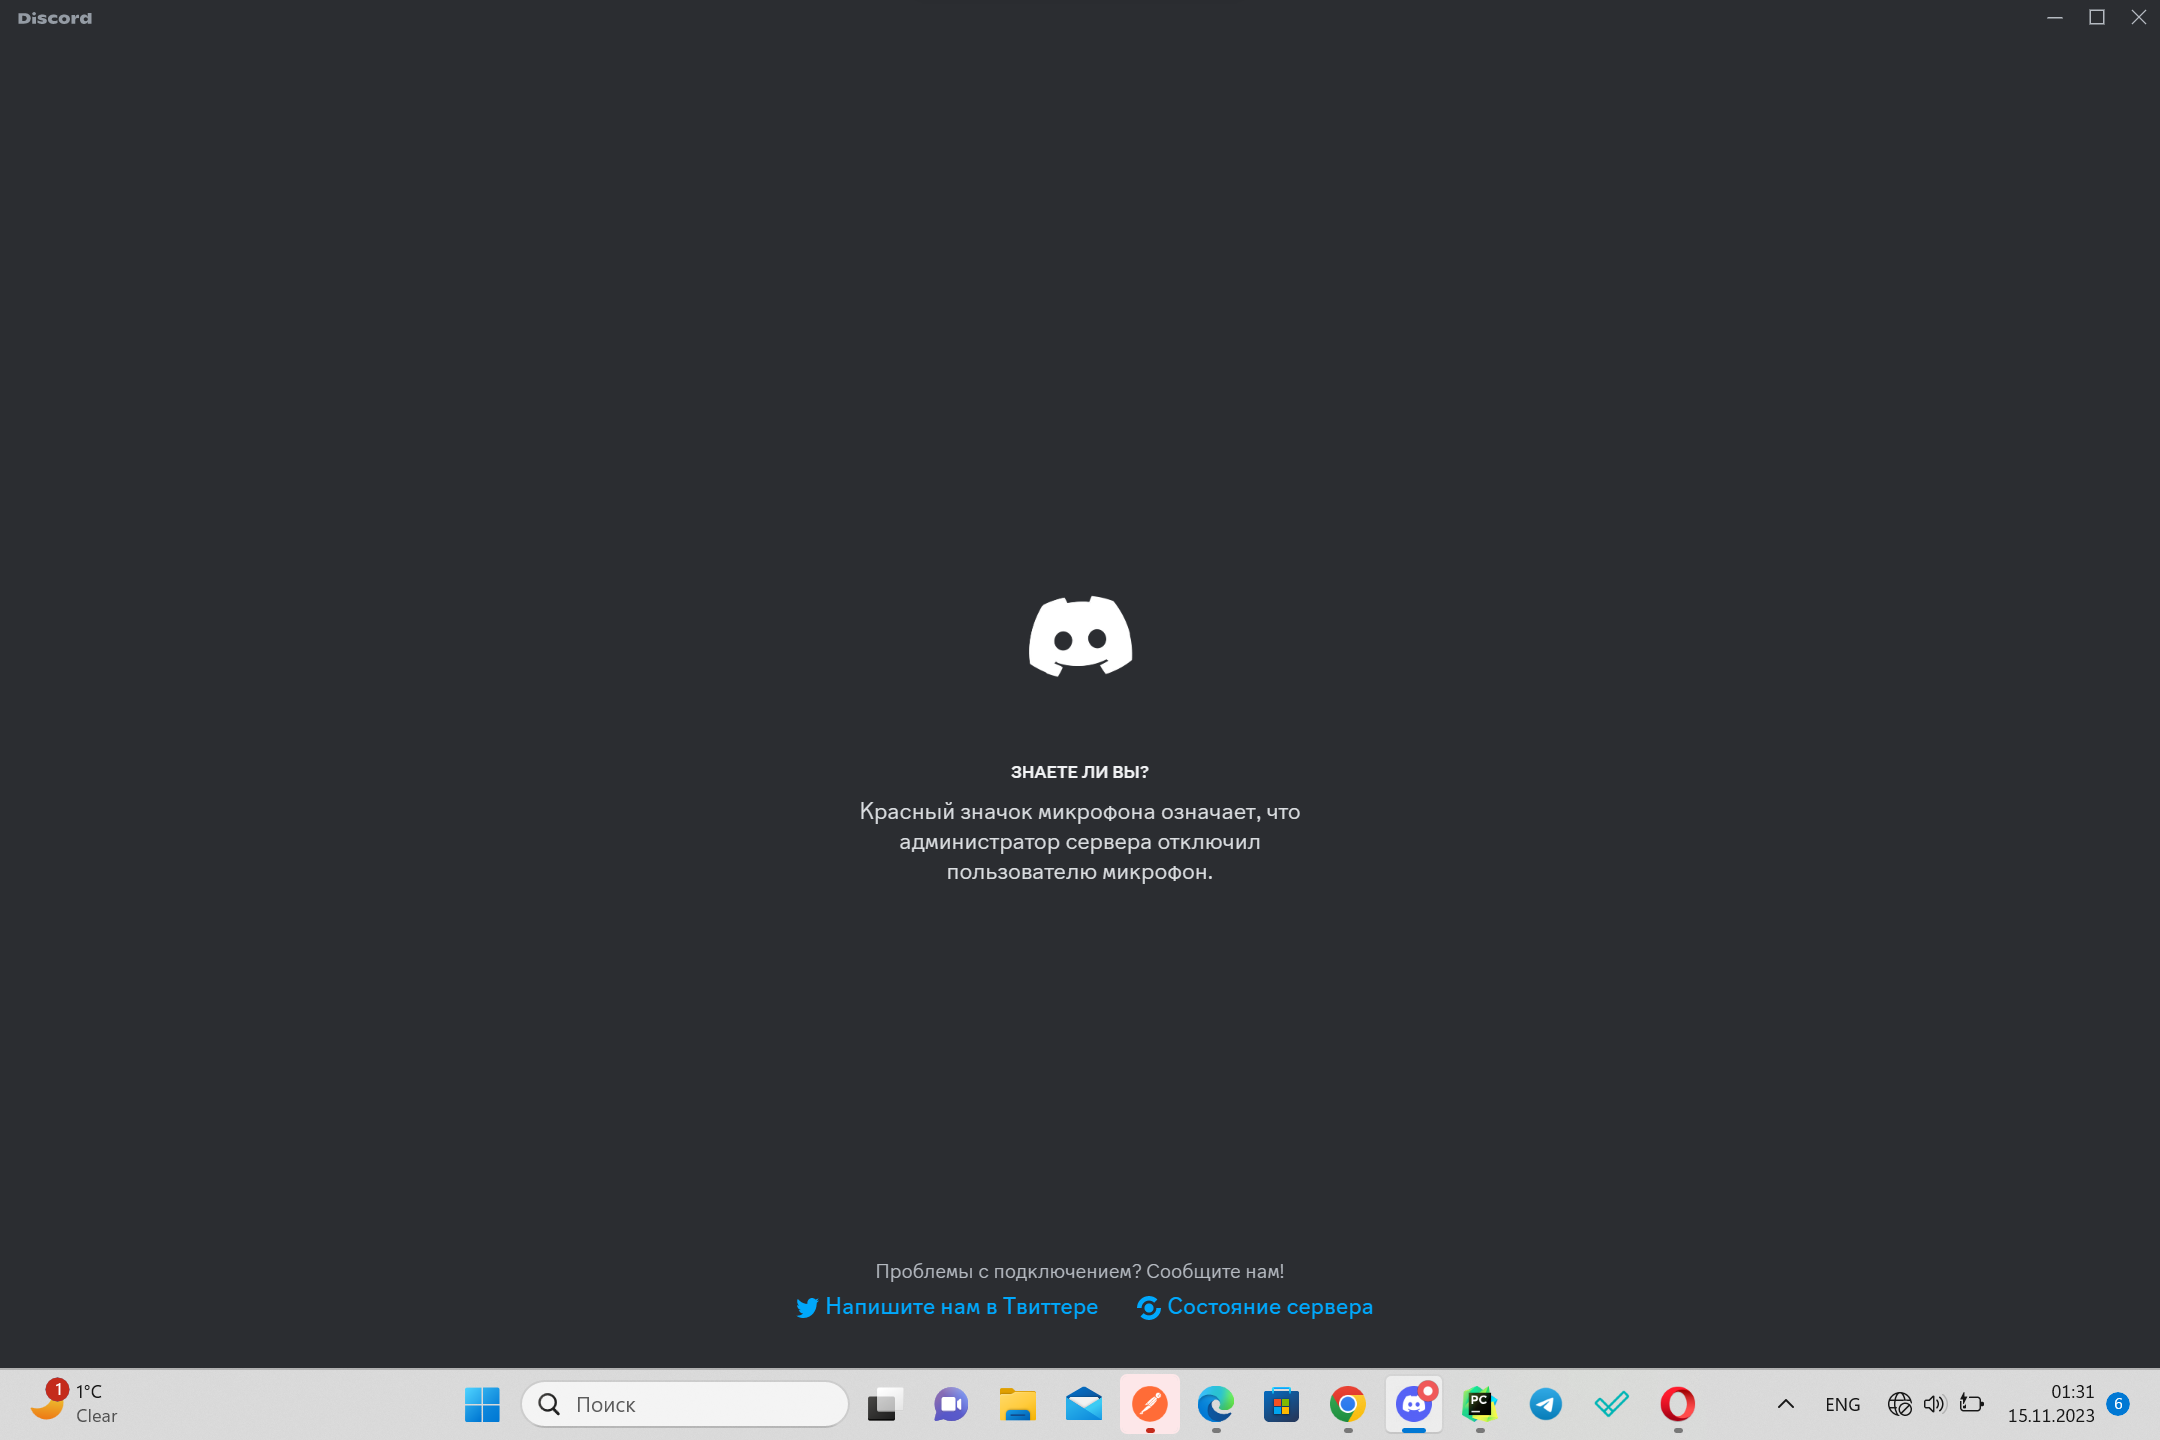 Discord
ЗНАЕТЕ ЛИ ВЫ?
Красный значок микрофона означает, что
администратор сервера отключил
пользователю микрофон.
Проблемы с подключением? Сообщите нам!
Напишите нам в Твиттере
Состояние сервера
1
1°C
Clear
Поиск
PC
ENG
01:31
15.11.2023
6